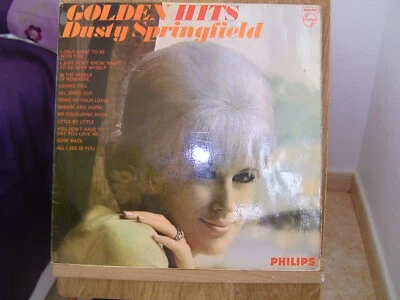 GOLDEN HITS
Dusty Springfield
PHILIPS
I ONLY WANT TO BE
WITH YOU
I JUST DON'T KNOW WHAT
TO DO WITH MYSELF
IN THE MIDDLE
OF NOWHERE
LOSING YOU
ALL CRIED OUT
SOME OF YOUR LOVIN'
WISHIN' AND HOPIN'
MY COLOURING BOOK
LITTLE BY LITTLE
YOU DON'T HAVE TO
SAY YOU LOVE ME
GOIN' BACK
ALL I SEE IS YOU
PHILIPS